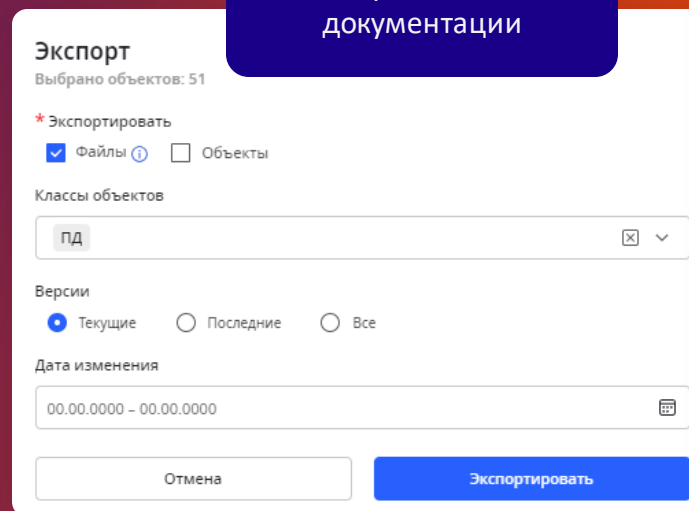 документации
Экспорт
Выбрано объектов: 51
* Экспортировать
Файлы Объекты
Классы объектов
ПД
Версии
Текущие Последние Все
Дата изменения
00.00.0000 – 00.00.0000
Отмена Экспортировать